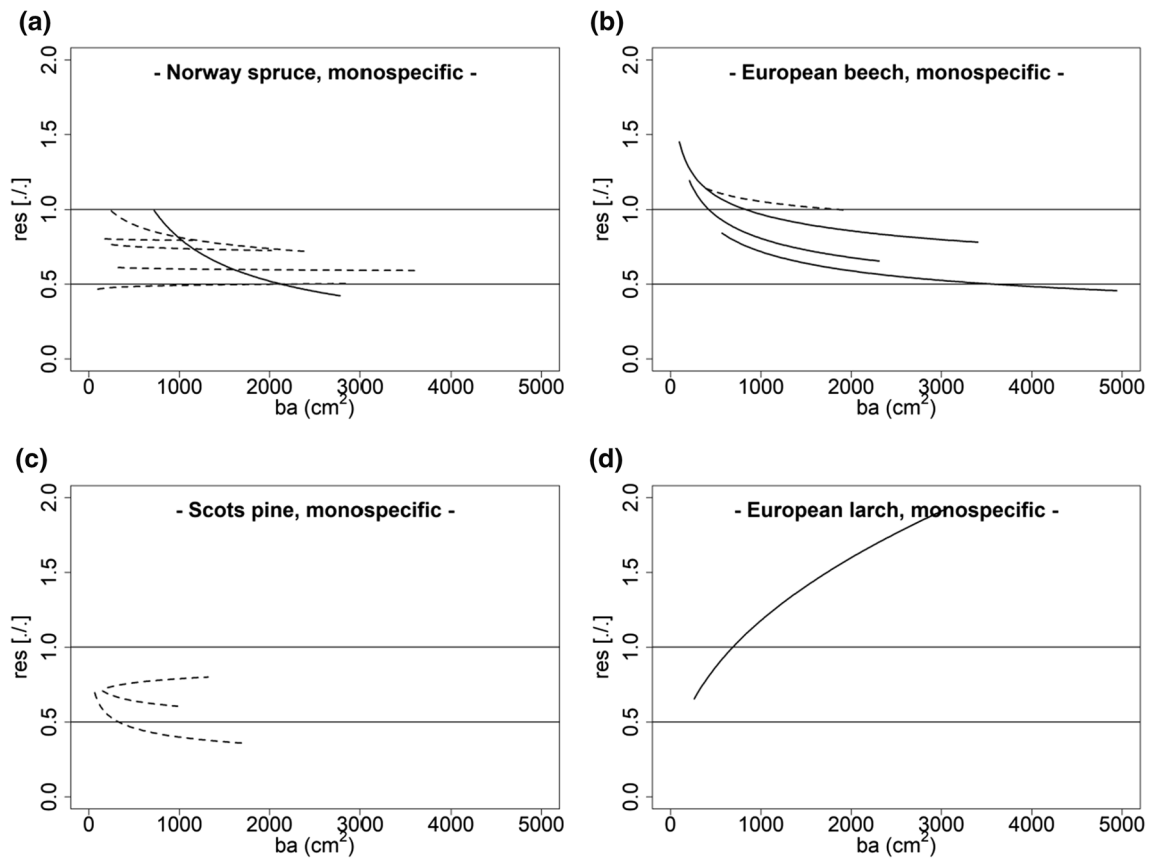 (a)
- Norway spruce, monospecific -
res [./.]
2.0
1.5
1.0
0.5
0.0
0 1000 2000 3000 4000 5000
ba (cm²)
(b)
- European beech, monospecific -
res [./.]
2.0
1.5
1.0
0.5
0.0
0 1000 2000 3000 4000 5000
ba (cm²)
(c)
- Scots pine, monospecific -
res [./.]
2.0
1.5
1.0
0.5
0.0
0 1000 2000 3000 4000 5000
ba (cm²)
(d)
- European larch, monospecific -
res [./.]
2.0
1.5
1.0
0.5
0.0
0 1000 2000 3000 4000 5000
ba (cm²)